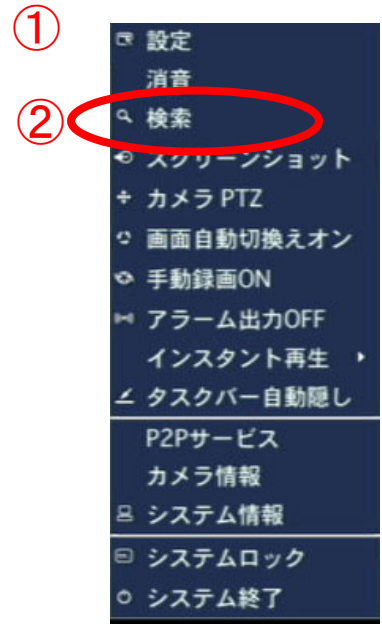 ①
設定
消音
② 検索
スクリーンショット
カメラ PTZ
画面自動切換えオン
手動録画ON
アラーム出力OFF
インスタント再生
タスクバー自動隠し
P2Pサービス
カメラ情報
システム情報
システムロック
システム終了